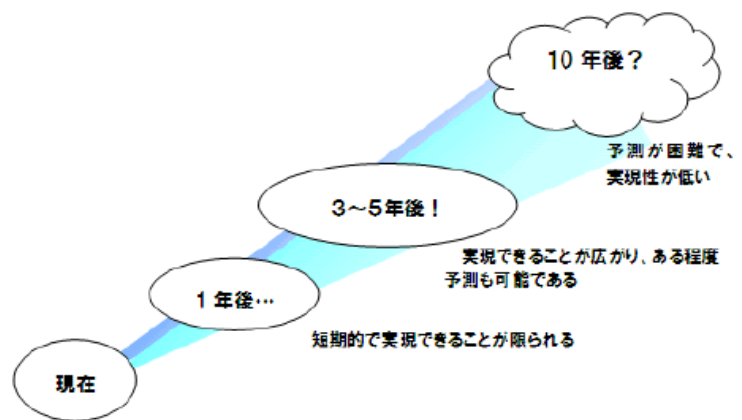 10 年後？
予測が困難で、
実現性が低い
３～５年後！
実現できることが広がり、ある程度
予測も可能である
1 年後…
短期的で実現できることが限られる
現在